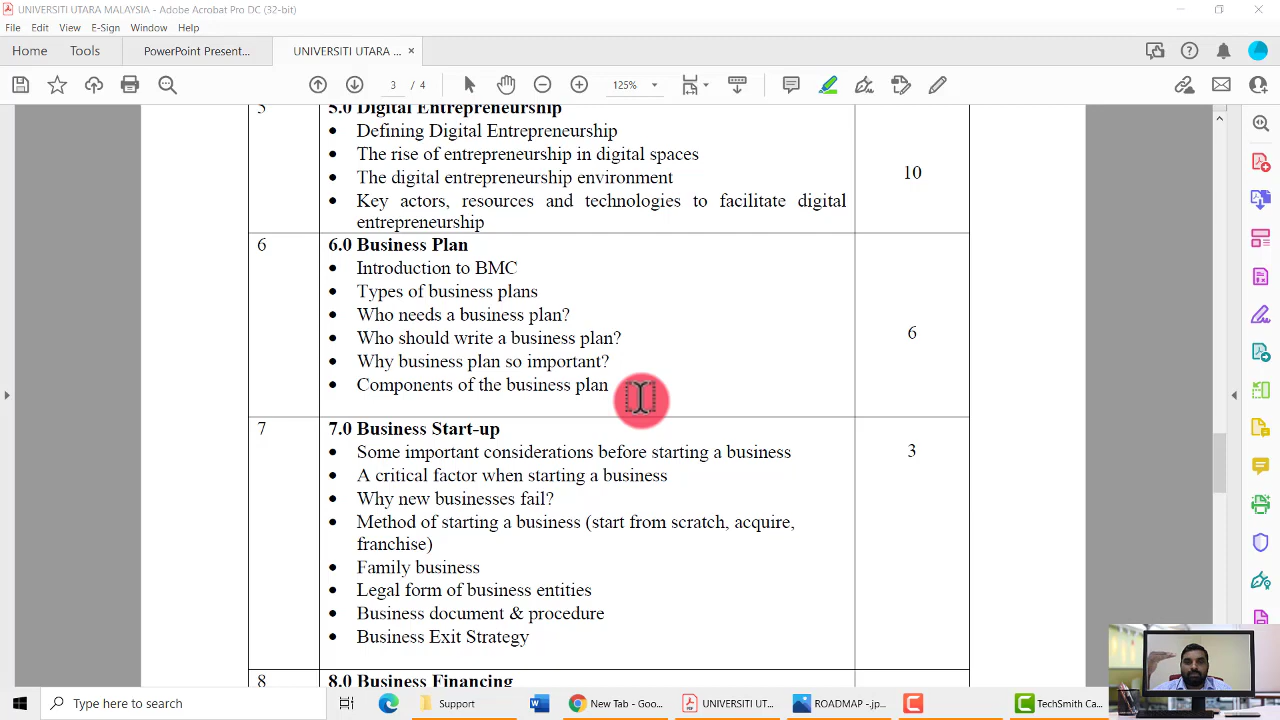 UNIVERSITI UTARA MALAYSIA - Adobe Acrobat Pro DC (32-bit)
File Edit View E-Sign Window Help
Home Tools PowerPoint Present... UNIVERSITI UTARA ... ×
3 / 4 125%
5 5.0 Digital Entrepreneurship
• Defining Digital Entrepreneurship
• The rise of entrepreneurship in digital spaces
• The digital entrepreneurship environment
10
• Key actors, resources and technologies to facilitate digital
entrepreneurship
6 6.0 Business Plan
• Introduction to BMC
• Types of business plans
• Who needs a business plan?
• Who should write a business plan?
6
• Why business plan so important?
• Components of the business plan
7 7.0 Business Start-up
• Some important considerations before starting a business 3
• A critical factor when starting a business
• Why new businesses fail?
• Method of starting a business (start from scratch, acquire,
franchise)
• Family business
• Legal form of business entities
• Business document & procedure
• Business Exit Strategy
8 8.0 Business Financing
Type here to search subtitle New Tab - Goo... UNIVERSITI UT... ROADMAP -.jp... TechSmith Ca...